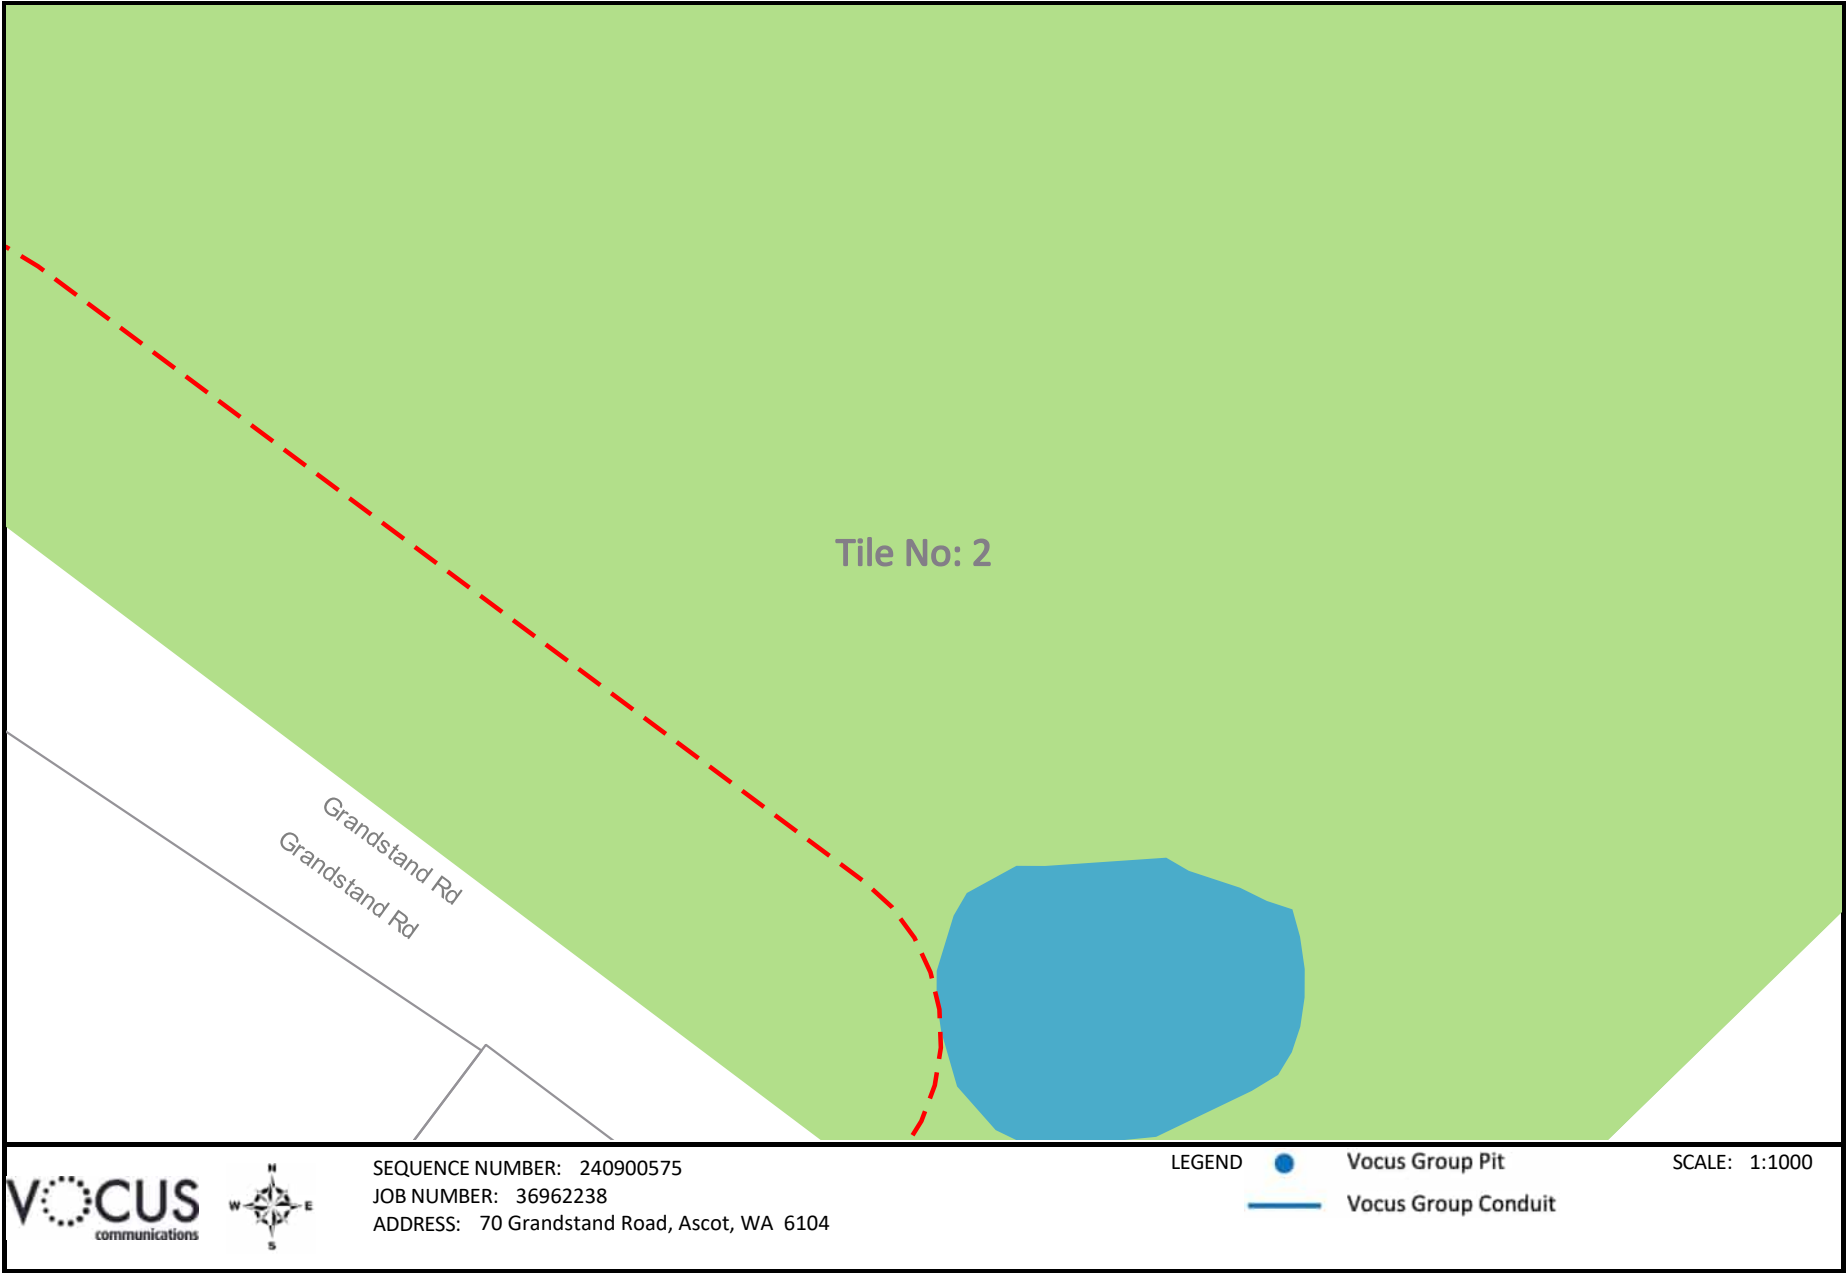 Tile No: 2
Grandstand Rd
Grandstand Rd
VOCUS
communications
N
W E
S
SEQUENCE NUMBER: 240900575
JOB NUMBER: 36962238
ADDRESS: 70 Grandstand Road, Ascot, WA 6104
LEGEND
Vocus Group Pit
Vocus Group Conduit
SCALE: 1:1000